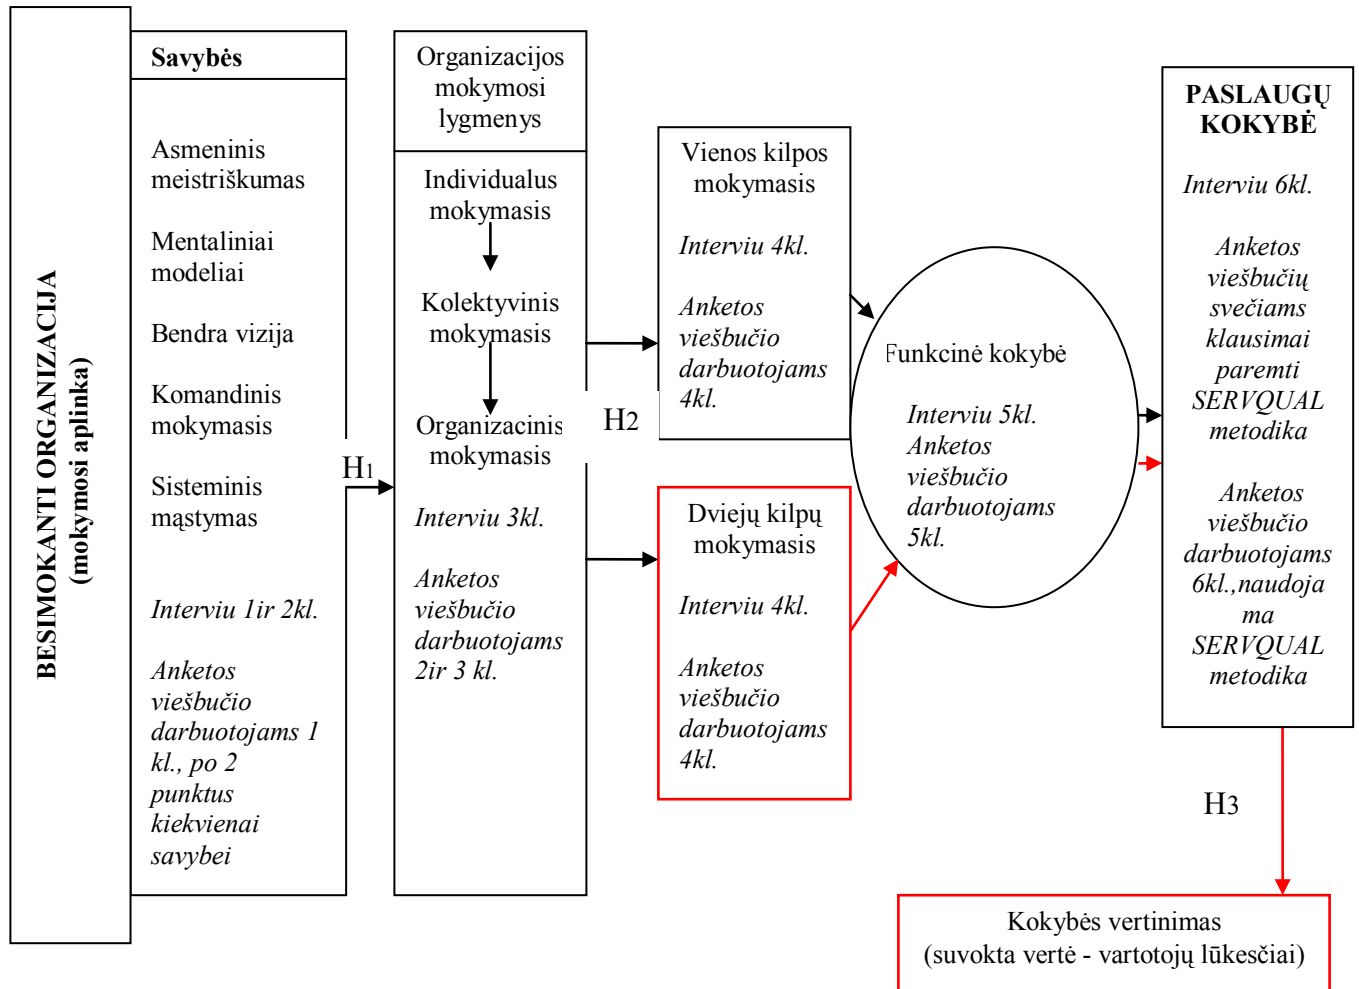 BESIMOKANTI ORGANIZACIJA
(mokymosi aplinka)
Savybės
Asmeninis
meistriškumas
Mentaliniai
modeliai
Bendra vizija
Komandinis
mokymasis
Sisteminis
mąstymas
Interviu 1ir 2kl.
Anketos
viešbučio
darbuotojams 1
kl., po 2
punktus
kiekvienai
savybei
H1
Organizacijos
mokymosi
lygmenys
Individualus
mokymasis
Kolektyvinis
mokymasis
Organizacinis
mokymasis
Interviu 3kl.
Anketos
viešbučio
darbuotojams
2ir 3 kl.
H2
Vienos kilpos
mokymasis
Interviu 4kl.
Anketos
viešbučio
darbuotojams
4kl.
Dviejų kilpų
mokymasis
Interviu 4kl.
Anketos
viešbučio
darbuotojams
4kl.
Funkcinė kokybė
Interviu 5kl.
Anketos
viešbučio
darbuotojams
5kl.
PASLAUGŲ
KOKYBĖ
Interviu 6kl.
Anketos
viešbučių
svečiams
klausimai
paremti
SERVQUAL
metodika
Anketos
viešbučio
darbuotojams
6kl.,naudoja
ma
SERVQUAL
metodika
H3
Kokybės vertinimas
(suvokta vertė - vartotojų lūkesčiai)